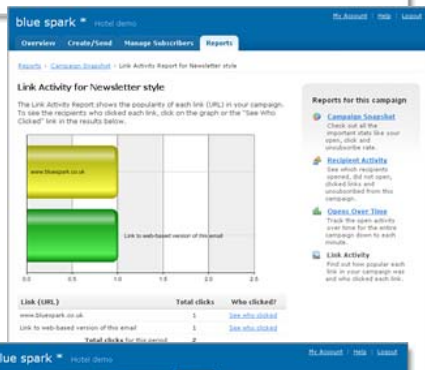 blue spark * Hotel demo
My Account | Help | Logout
Overview Create/Send Manage Subscribers Reports
Reports > Campaign Snapshot > Link Activity Report for Newsletter style
Link Activity for Newsletter style
The Link Activity Report shows the popularity of each link (URL) in your campaign.
To see the recipients who clicked each link, click on the graph or the "See Who
Clicked" link in the results below.
www.bluespark.co.uk
Link to web-based version of this email
0.0 0.5 1.0 1.5 2.0 2.5
Link (URL) Total clicks Who clicked?
www.bluespark.co.uk 1 See who clicked
Link to web-based version of this email 1 See who clicked
Total clicks for this period 2
Reports for this campaign
Campaign Snapshot
Check out all the
important stats like your
open, click and
unsubscribe rate.
Recipient Activity
See which recipients
opened, did not open,
clicked links and
unsubscribed from this
campaign.
Opens Over Time
Track the open activity
over time for the entire
campaign down to each
minute.
Link Activity
Find out how popular each
link in your campaign was
and who clicked each link.
blue spark * Hotel demo
My Account | Help | Logout